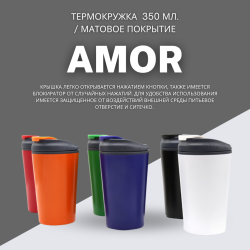 ТЕРМОКРУЖКА 350 МЛ.
/ МАТОВОЕ ПОКРЫТИЕ
AMOR
КРЫШКА ЛЕГКО ОТКРЫВАЕТСЯ НАЖАТИЕМ КНОПКИ, ТАКЖЕ ИМЕЕТСЯ
БЛОКИРАТОР ОТ СЛУЧАЙНЫХ НАЖАТИЙ. ДЛЯ УДОБСТВА ИСПОЛЬЗОВАНИЯ
ИМЕЕТСЯ ЗАЩИЩЕННОЕ ОТ ВОЗДЕЙСТВИЙ ВНЕШНЕЙ СРЕДЫ ПИТЬЕВОЕ
ОТВЕРСТИЕ И СИТЕЧКО.